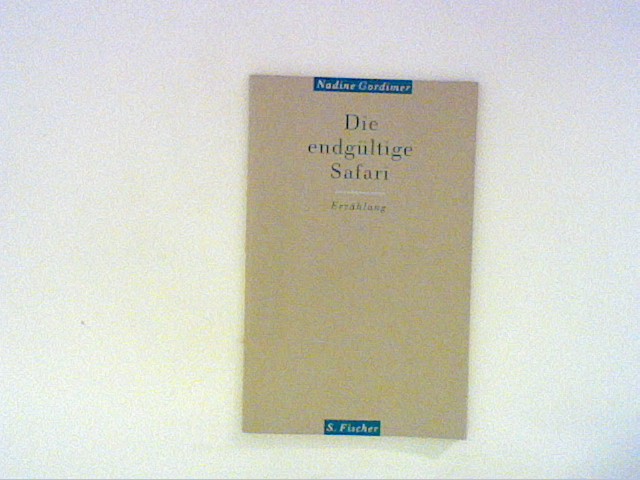 Nadine Gordimer
Die
endgültige
Safari
Erzählung
S. Fischer